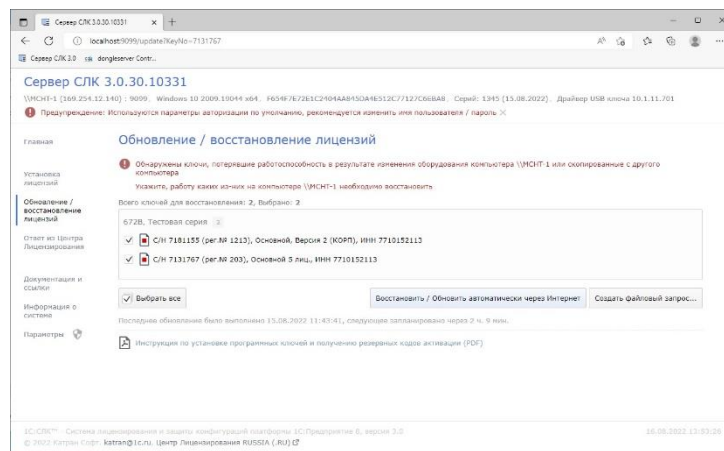 Сервер СЛК 3.0.30.10331
localhost:9099/update?KeyNo=7131767
Сервер СЛК 3.0
dongleserver Contr...
Сервер СЛК 3.0.30.10331
\\МСНТ-1 (169.254.12.140) : 9099, Windows 10 2009.19044 x64, Серий: 1345 (15.08.2022). Драйвер USB ключа 10.1.11.701
Предупреждение: Используются параметры авторизации по умолчанию, рекомендуется изменить имя пользователя / пароль
Главная
Установка
лицензий
Обновление /
восстановление
лицензий
Ответ из Центра
Лицензирования
Документация и
ссылки
Информация о
системе
Параметры
Обновление / восстановление лицензий
Обнаружены ключи, потерявшие работоспособность в результате изменения оборудования компьютера \\МСНТ-1 или скопированные с другого
компьютера
Укажите, работу каких из-них на компьютере \\МСНТ-1 необходимо восстановить
Всего ключей для восстановления: 2, Выбрано: 2
672B, Тестовая серия 2
С/Н 7181155 (рег.№ 1213), Основной, Версия 2 (КОРП), ИНН 7710152113
С/Н 7131767 (рег.№ 203), Основной 5 лиц., ИНН 7710152113
Выбрать все
Восстановить / Обновить автоматически через Интернет
Создать файловый запрос...
Последнее обновление было выполнено 15.08.2022 11:43:41, следующее запланировано через 2 ч. 9 мин.
Инструкция по установке программных ключей и получению резервных кодов активации (PDF)
1С:СЛК™ - Система лицензирования и защиты конфигураций платформы 1С:Предприятие 8, версия 3.0
© 2022 Катран Софт, katran@1c.ru, Центр Лицензирования RUSSIA (.RU)